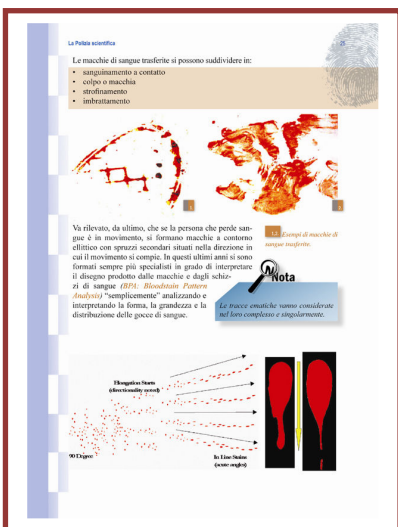 La Polizia scientifica
Le macchie di sangue trasferite si possono suddividere in:
• sanguinamento a contatto
• colpo o macchia
• strofinamento
• imbrattamento
Va rilevato, da ultimo, che se la persona che perde san-
gue è in movimento, si formano macchie a contorno
ellittico con spruzzi secondari situati nella direzione in
cui il movimento si compie. In questi ultimi anni si sono
formati sempre più specialisti in grado di interpretare
il disegno prodotto dalle macchie e dagli schiz-
zi di sangue (BPA: Bloodstain Pattern
Analysis) “semplicemente” analizzando e
interpretando la forma, la grandezza e la
distribuzione delle gocce di sangue.
Esempi di macchie di
sangue trasferite.
Nota
Le tracce ematiche vanno considerate
nel loro complesso e singolarmente.
Elongation Starts
(directionality noted)
90 Degree
In Line Stains
(acute angles)